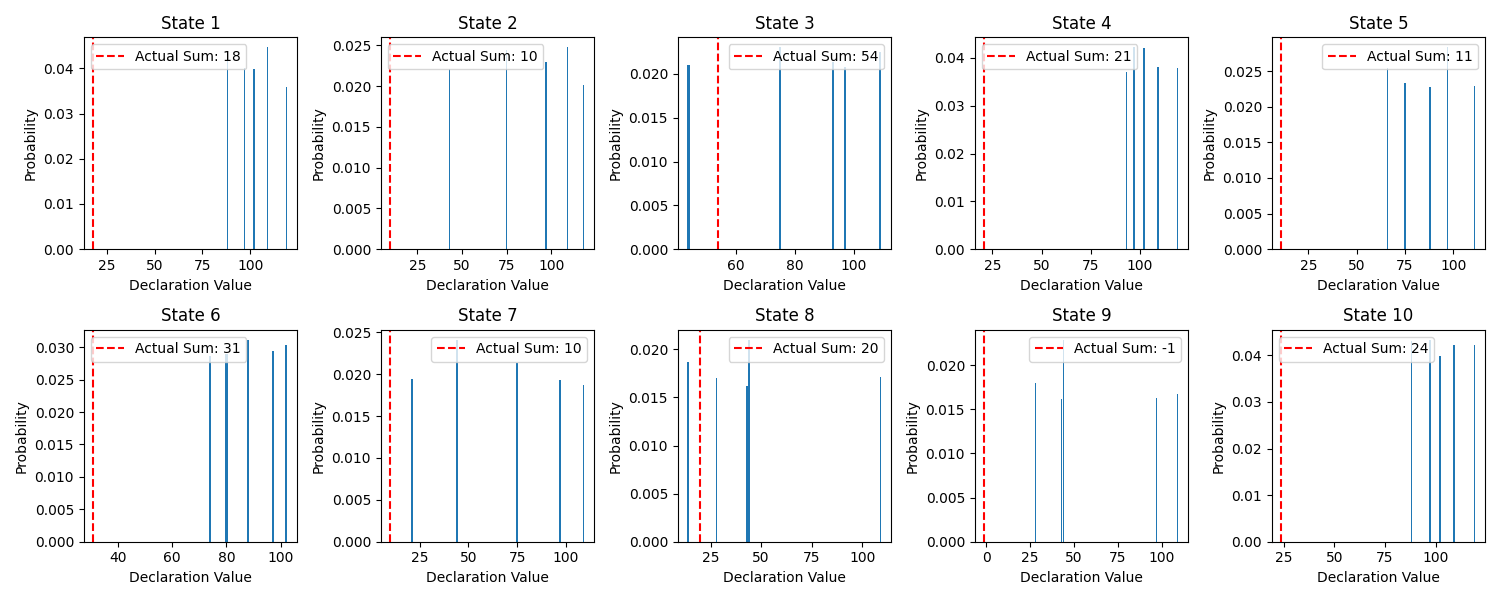 State 1
Actual Sum: 18
Probability
0.04
0.03
0.02
0.01
0.00
25 50 75 100
Declaration Value
State 2
Actual Sum: 10
Probability
0.025
0.020
0.015
0.010
0.005
0.000
25 50 75 100
Declaration Value
State 3
Actual Sum: 54
Probability
0.020
0.015
0.010
0.005
0.000
60 80 100
Declaration Value
State 4
Actual Sum: 21
Probability
0.04
0.03
0.02
0.01
0.00
25 50 75 100
Declaration Value
State 5
Actual Sum: 11
Probability
0.025
0.020
0.015
0.010
0.005
0.000
25 50 75 100
Declaration Value
State 6
Actual Sum: 31
Probability
0.030
0.025
0.020
0.015
0.010
0.005
0.000
40 60 80 100
Declaration Value
State 7
Actual Sum: 10
Probability
0.025
0.020
0.015
0.010
0.005
0.000
25 50 75 100
Declaration Value
State 8
Actual Sum: 20
Probability
0.020
0.015
0.010
0.005
0.000
25 50 75 100
Declaration Value
State 9
Actual Sum: -1
Probability
0.020
0.015
0.010
0.005
0.000
0 25 50 75 100
Declaration Value
State 10
Actual Sum: 24
Probability
0.04
0.03
0.02
0.01
0.00
25 50 75 100
Declaration Value